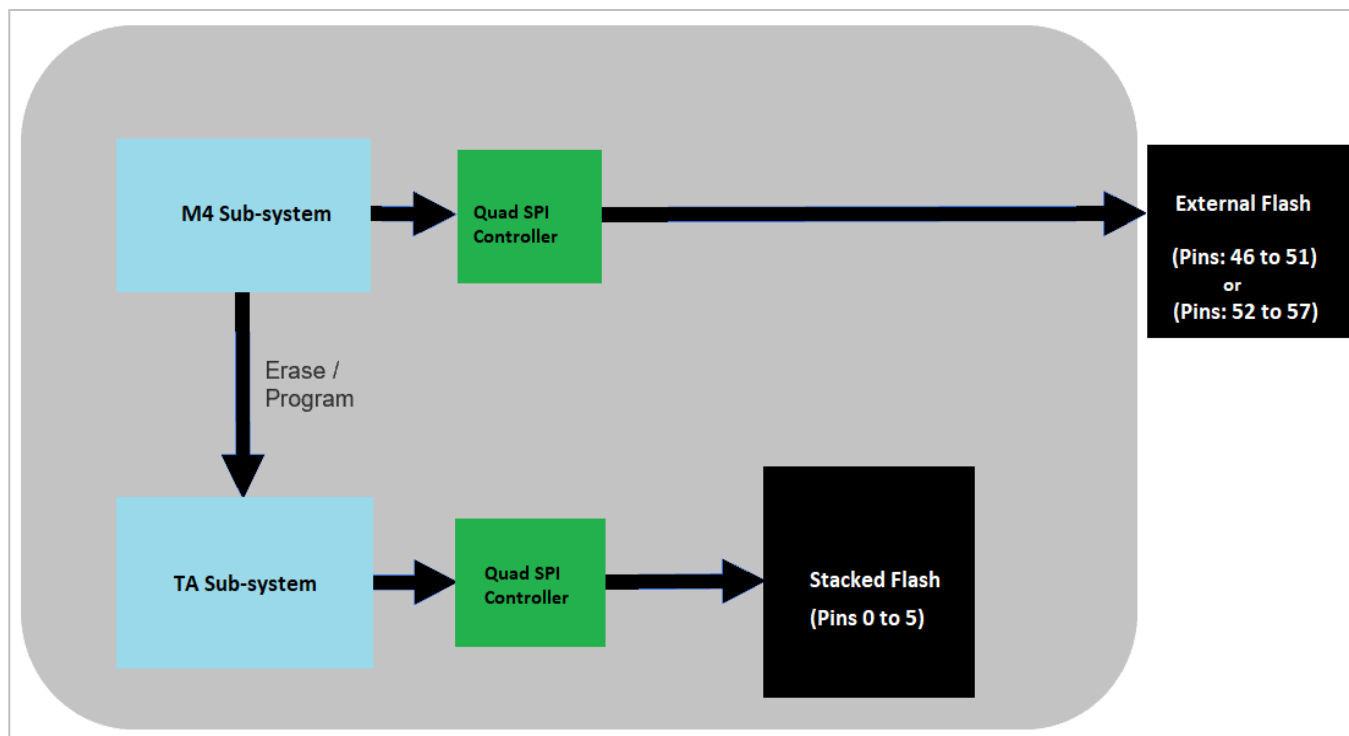 M4 Sub-system
Quad SPI
Controller
External Flash
(Pins: 46 to 51)
or
(Pins: 52 to 57)
Erase /
Program
TA Sub-system
Quad SPI
Controller
Stacked Flash
(Pins 0 to 5)